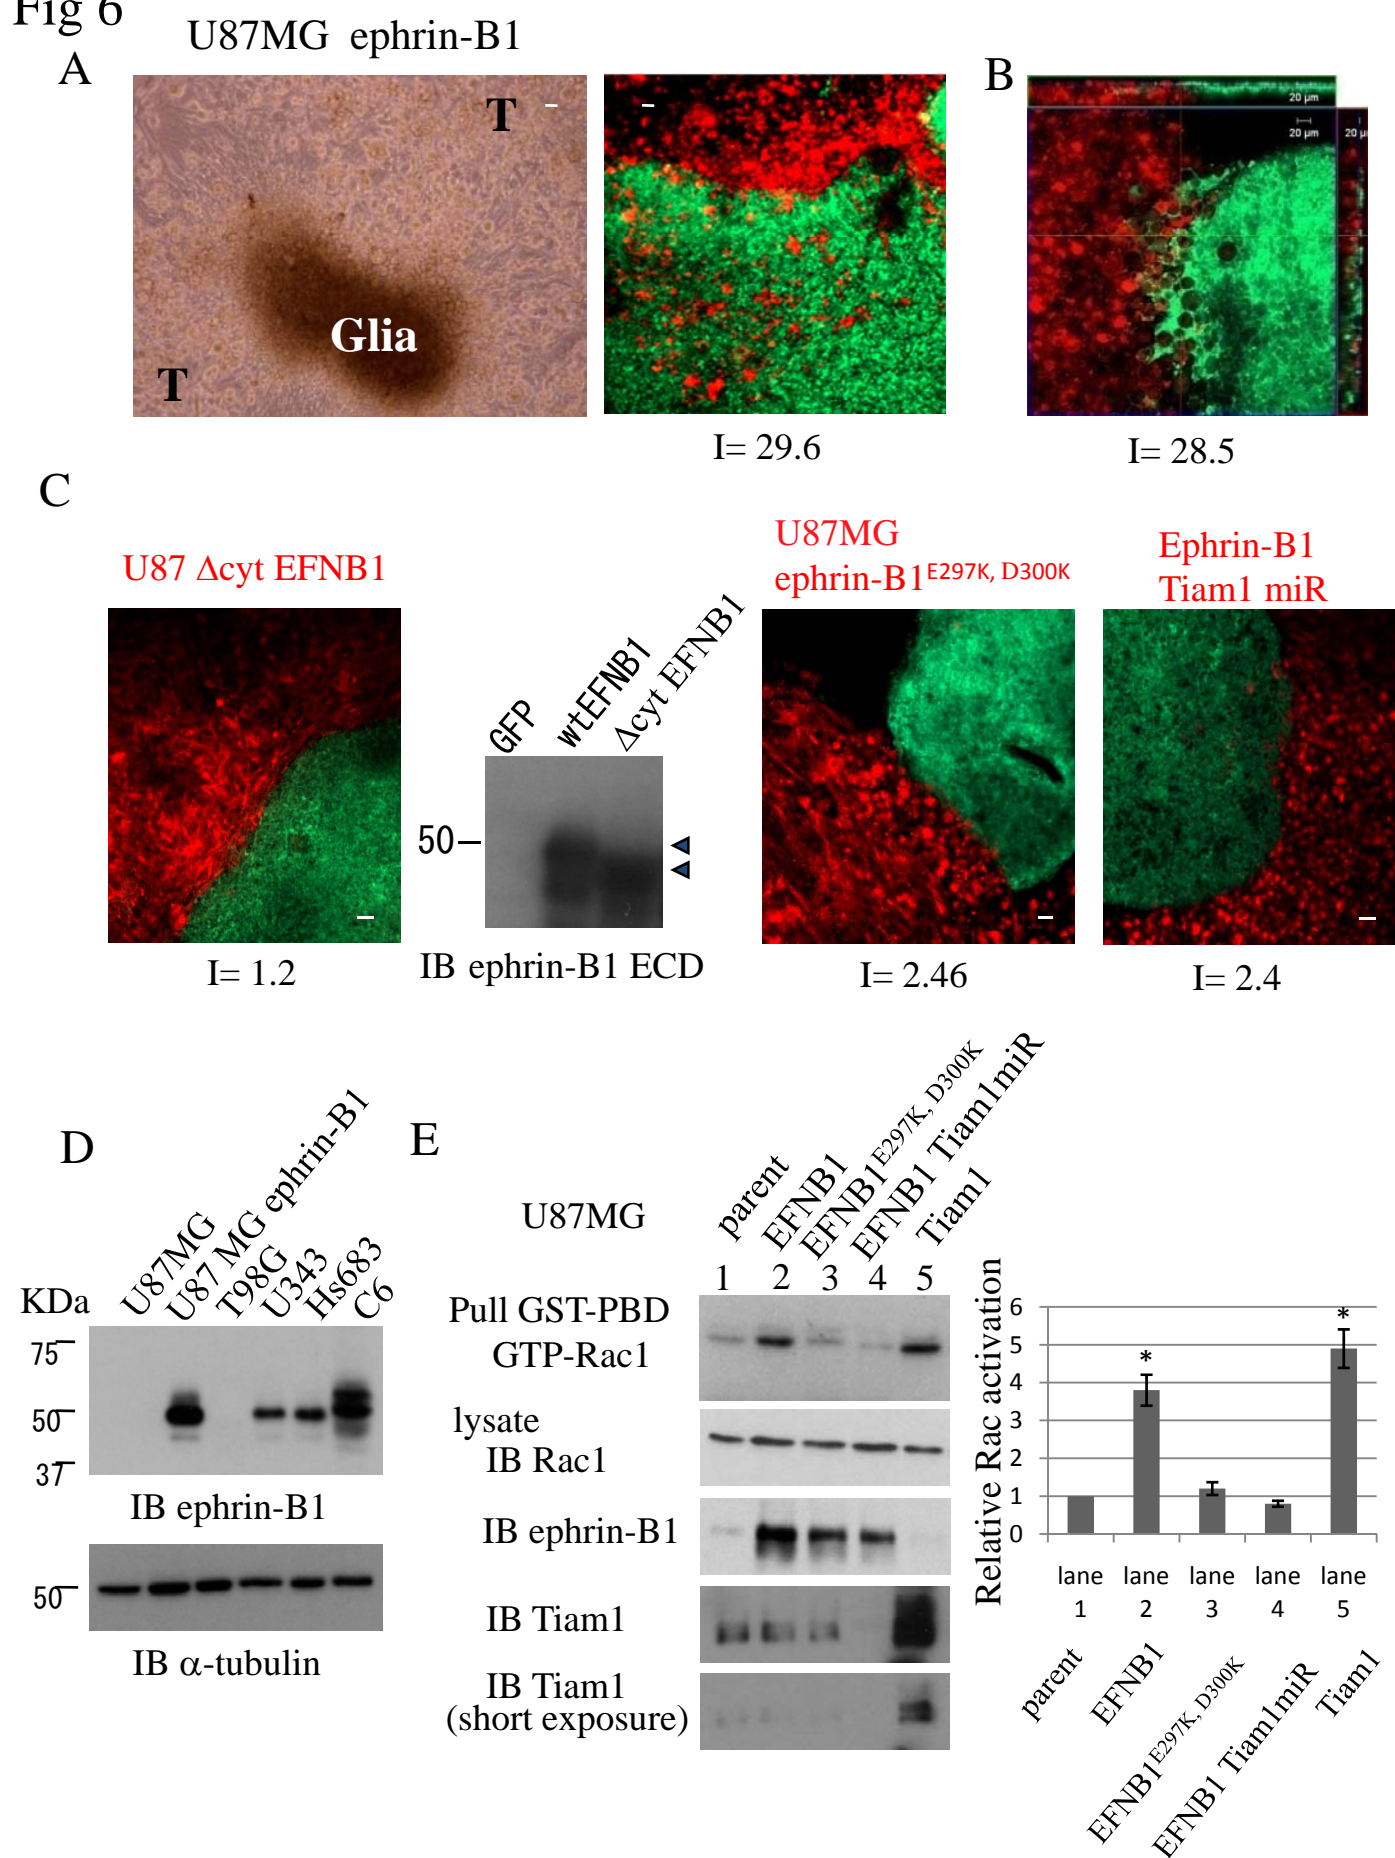 Fig 6
U87MG ephrin-B1
A
T
Glia
T
I= 29.6
B
20 µm
20 µm
20 µ
I= 28.5
C
U87 Δcyt EFNB1
I= 1.2
GFP
wtEFNB1
Δcyt EFNB1
50
IB ephrin-B1 ECD
U87MG
ephrin-B1E297K, D300K
I= 2.46
Ephrin-B1
Tiam1 miR
I= 2.4
D
U87MG
U87 MG ephrin-B1
T98G
U343
Hs683
C6
KDa
75
50
37
IB ephrin-B1
50
IB α-tubulin
E
U87MG
parent
EFNB1
EFNB1E297K, D300K
EFNB1 Tiam1miR
Tiam1
1 2 3 4 5
Pull GST-PBD
GTP-Rac1
lysate
IB Rac1
IB ephrin-B1
IB Tiam1
IB Tiam1
(short exposure)
Relative Rac activation
6
5
4
3
2
1
0
*
*
lane lane lane lane lane
1 2 3 4 5
parent
EFNB1
EFNB1E297K, D300K
EFNB1 Tiam1miR
Tiam1